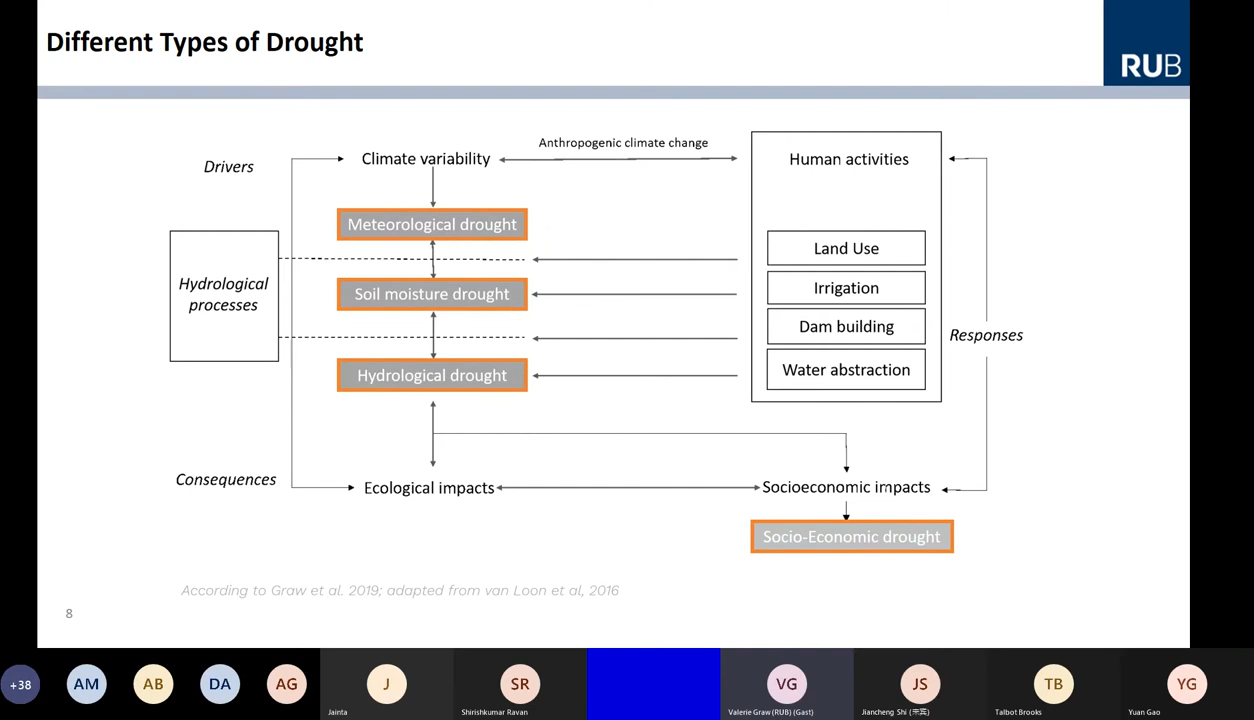 Different Types of Drought
RUB
Anthropogenic climate change
Drivers
Climate variability
Human activities
Meteorological drought
Land Use
Hydrological
processes
Soil moisture drought
Irrigation
Dam building
Responses
Hydrological drought
Water abstraction
Consequences
Ecological impacts
Socioeconomic impacts
Socio-Economic drought
According to Graw et al. 2019; adapted from van Loon et al, 2016
8
+38
AM
AB
DA
AG
J
SR
VG
JS
TB
YG
Jainta
Shirishkumar Ravan
Valerie Graw (RUB) (Gast)
Jiancheng Shi
Talbot Brooks
Yuan Gao